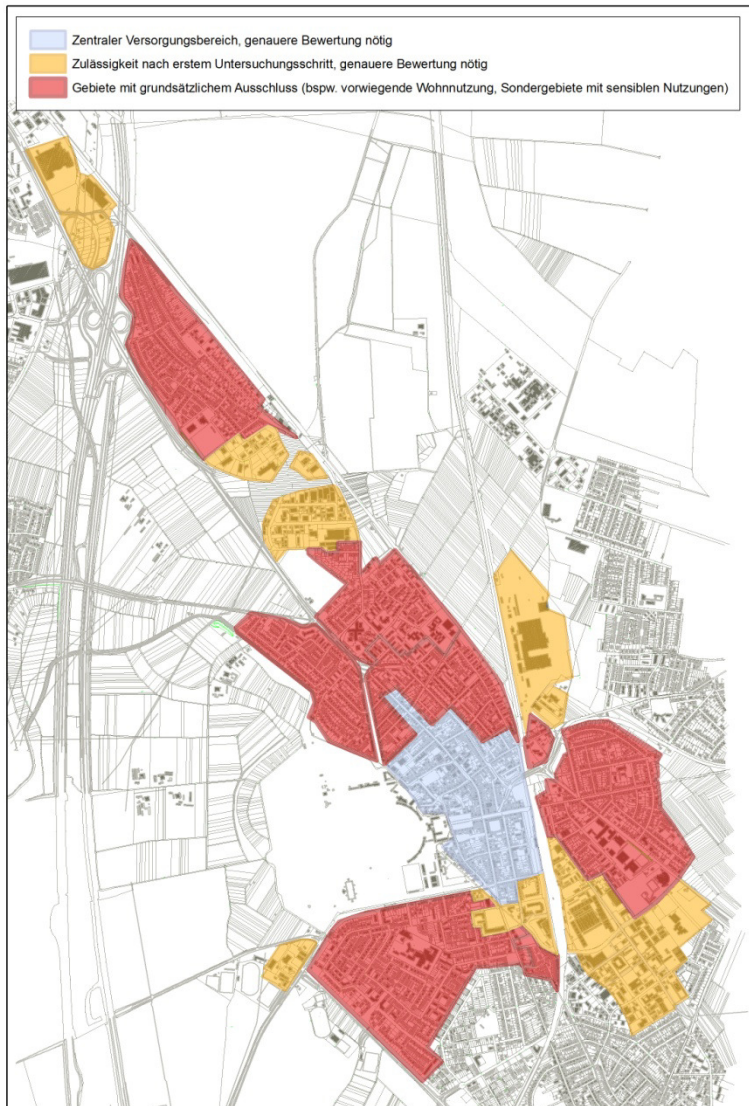 Zentraler Versorgungsbereich, genauere Bewertung nötig
Zulässigkeit nach erstem Untersuchungsschritt, genauere Bewertung nötig
Gebiete mit grundsätzlichem Ausschluss (bspw. vorwiegende Wohnnutzung, Sondergebiete mit sensiblen Nutzungen)